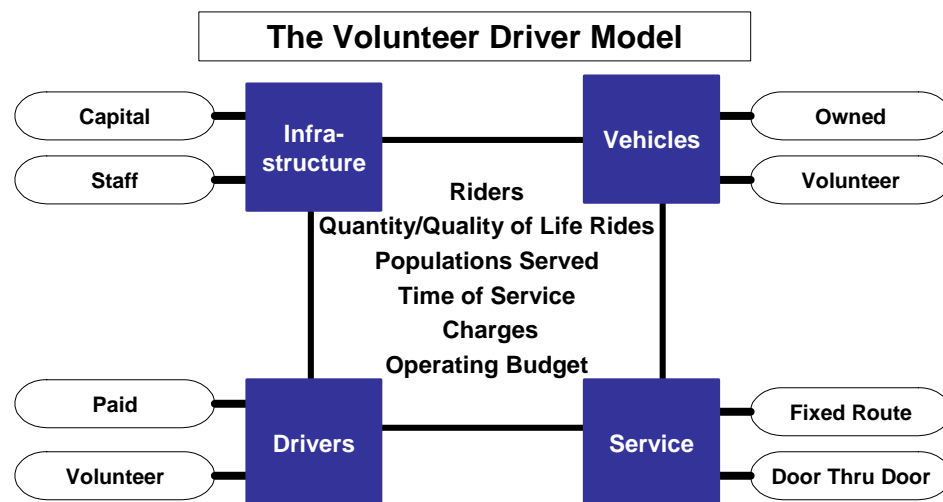 The Volunteer Driver Model
Capital
Staff
Infra-
structure
Vehicles
Owned
Volunteer
Riders
Quantity/Quality of Life Rides
Populations Served
Time of Service
Charges
Operating Budget
Paid
Volunteer
Drivers
Service
Fixed Route
Door Thru Door